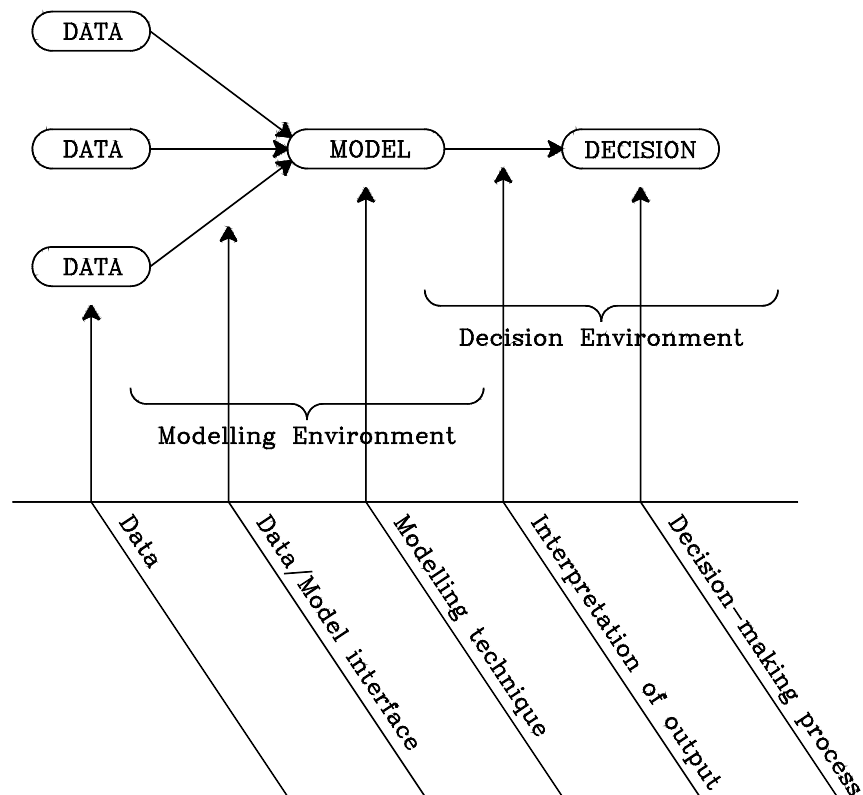 DATA
DATA
MODEL
DECISION
DATA
Decision Environment
Modelling Environment
Data
Data/Model interface
Modelling technique
Interpretation of output
Decision-making process